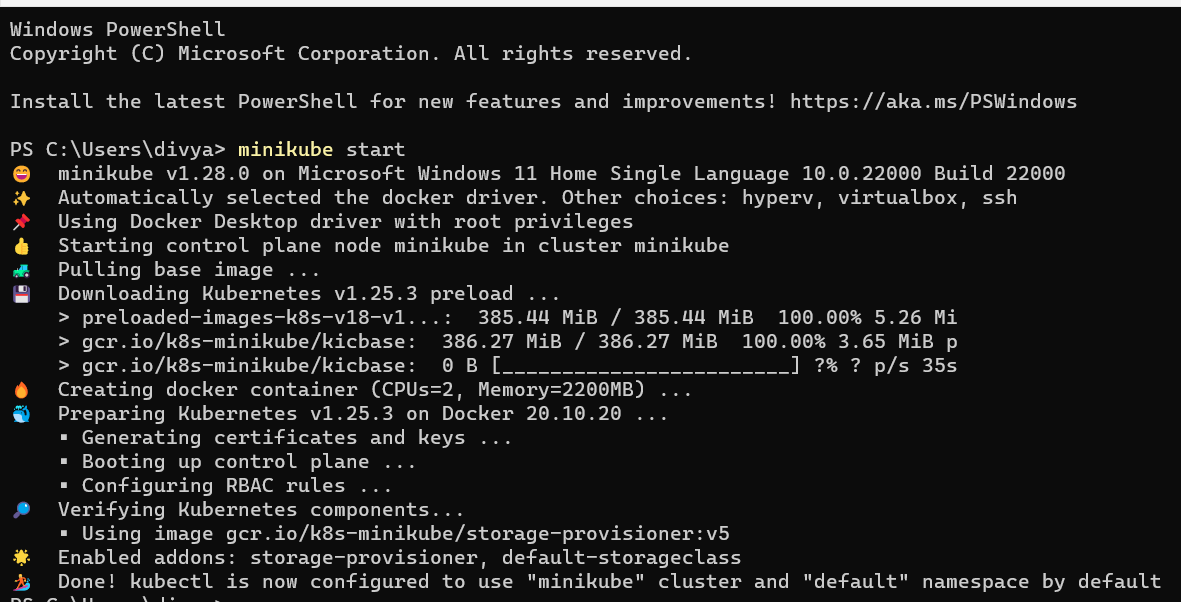 Windows PowerShell
Copyright (C) Microsoft Corporation. All rights reserved.
Install the latest PowerShell for new features and improvements! https://aka.ms/PSWindows
PS C:\Users\divya> minikube start
😄 minikube v1.28.0 on Microsoft Windows 11 Home Single Language 10.0.22000 Build 22000
✨ Automatically selected the docker driver. Other choices: hyperv, virtualbox, ssh
📌 Using Docker Desktop driver with root privileges
👍 Starting control plane node minikube in cluster minikube
🚜 Pulling base image ...
💾 Downloading Kubernetes v1.25.3 preload ...
> preloaded-images-k8s-v18-v1...: 385.44 MiB / 385.44 MiB 100.00% 5.26 Mi
> gcr.io/k8s-minikube/kicbase: 386.27 MiB / 386.27 MiB 100.00% 3.65 MiB p
> gcr.io/k8s-minikube/kicbase: 0 B [________________________] ?% ? p/s 35s
🔥 Creating docker container (CPUs=2, Memory=2200MB) ...
🐳 Preparing Kubernetes v1.25.3 on Docker 20.10.20 ...
▪ Generating certificates and keys ...
▪ Booting up control plane ...
▪ Configuring RBAC rules ...
🔎 Verifying Kubernetes components...
▪ Using image gcr.io/k8s-minikube/storage-provisioner:v5
🌟 Enabled addons: storage-provisioner, default-storageclass
🏄 Done! kubectl is now configured to use "minikube" cluster and "default" namespace by default
PS C:\Users\divya>